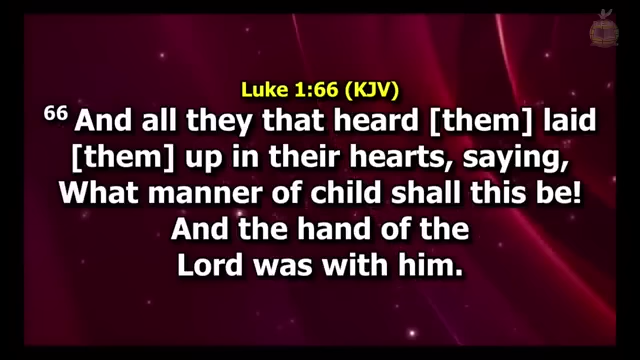 Luke 1:66 (KJV)
66 And all they that heard [them] laid
[them] up in their hearts, saying,
What manner of child shall this be!
And the hand of the
Lord was with him.